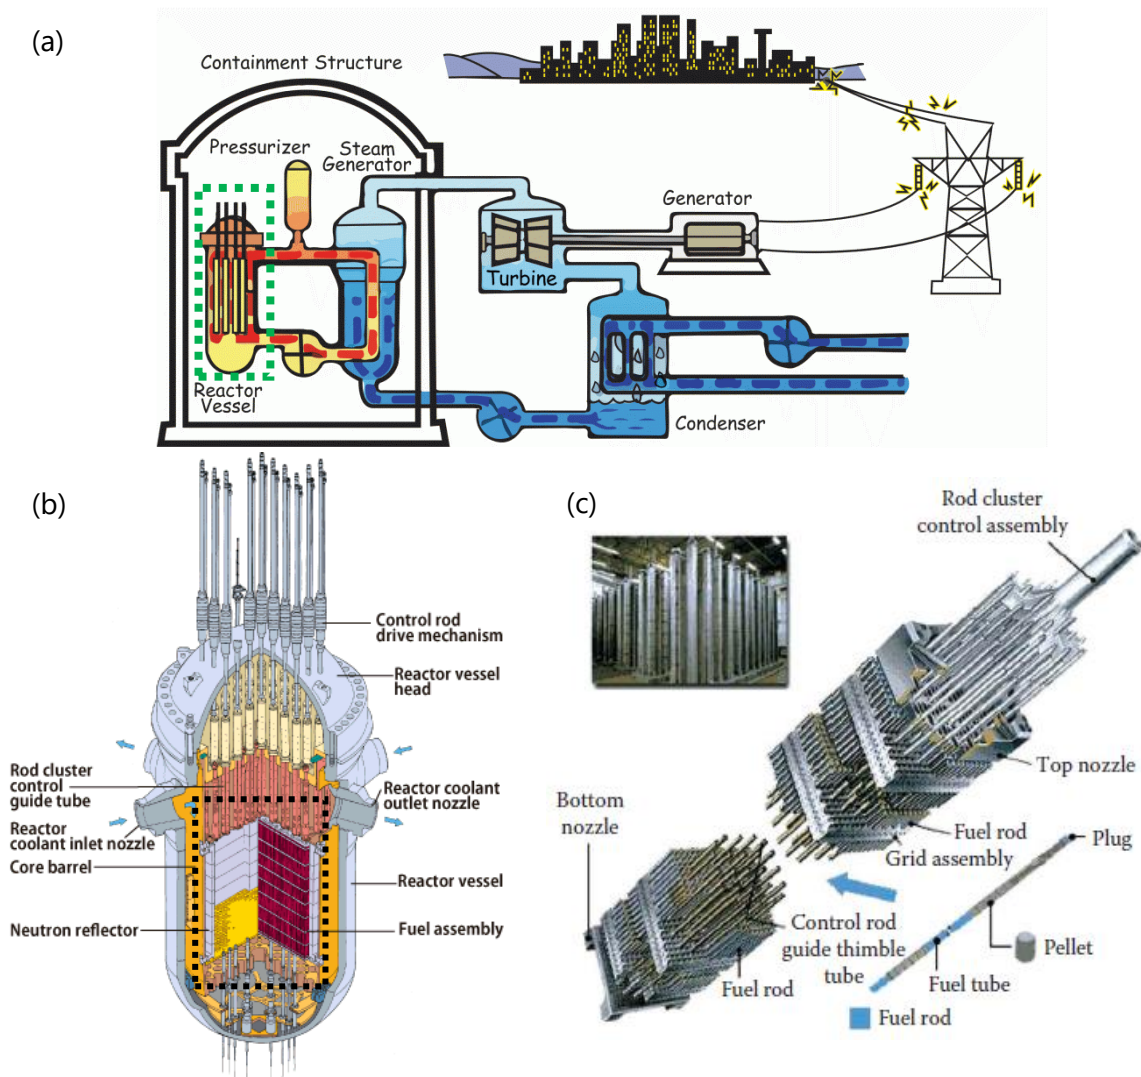 (a)
Containment Structure
Pressurizer
Steam
Generator
Generator
Turbine
Reactor
Vessel
Condenser
(b)
Control rod
drive mechanism
Reactor vessel
head
Rod cluster
control
guide tube
Reactor coolant
outlet nozzle
Reactor
coolant inlet nozzle
Core barrel
Reactor vessel
Neutron reflector
Fuel assembly
(c)
Rod cluster
control assembly
Top nozzle
Bottom
nozzle
Fuel rod
Grid assembly
Plug
Control rod
guide thimble
tube
Pellet
Fuel tube
Fuel rod
Fuel rod